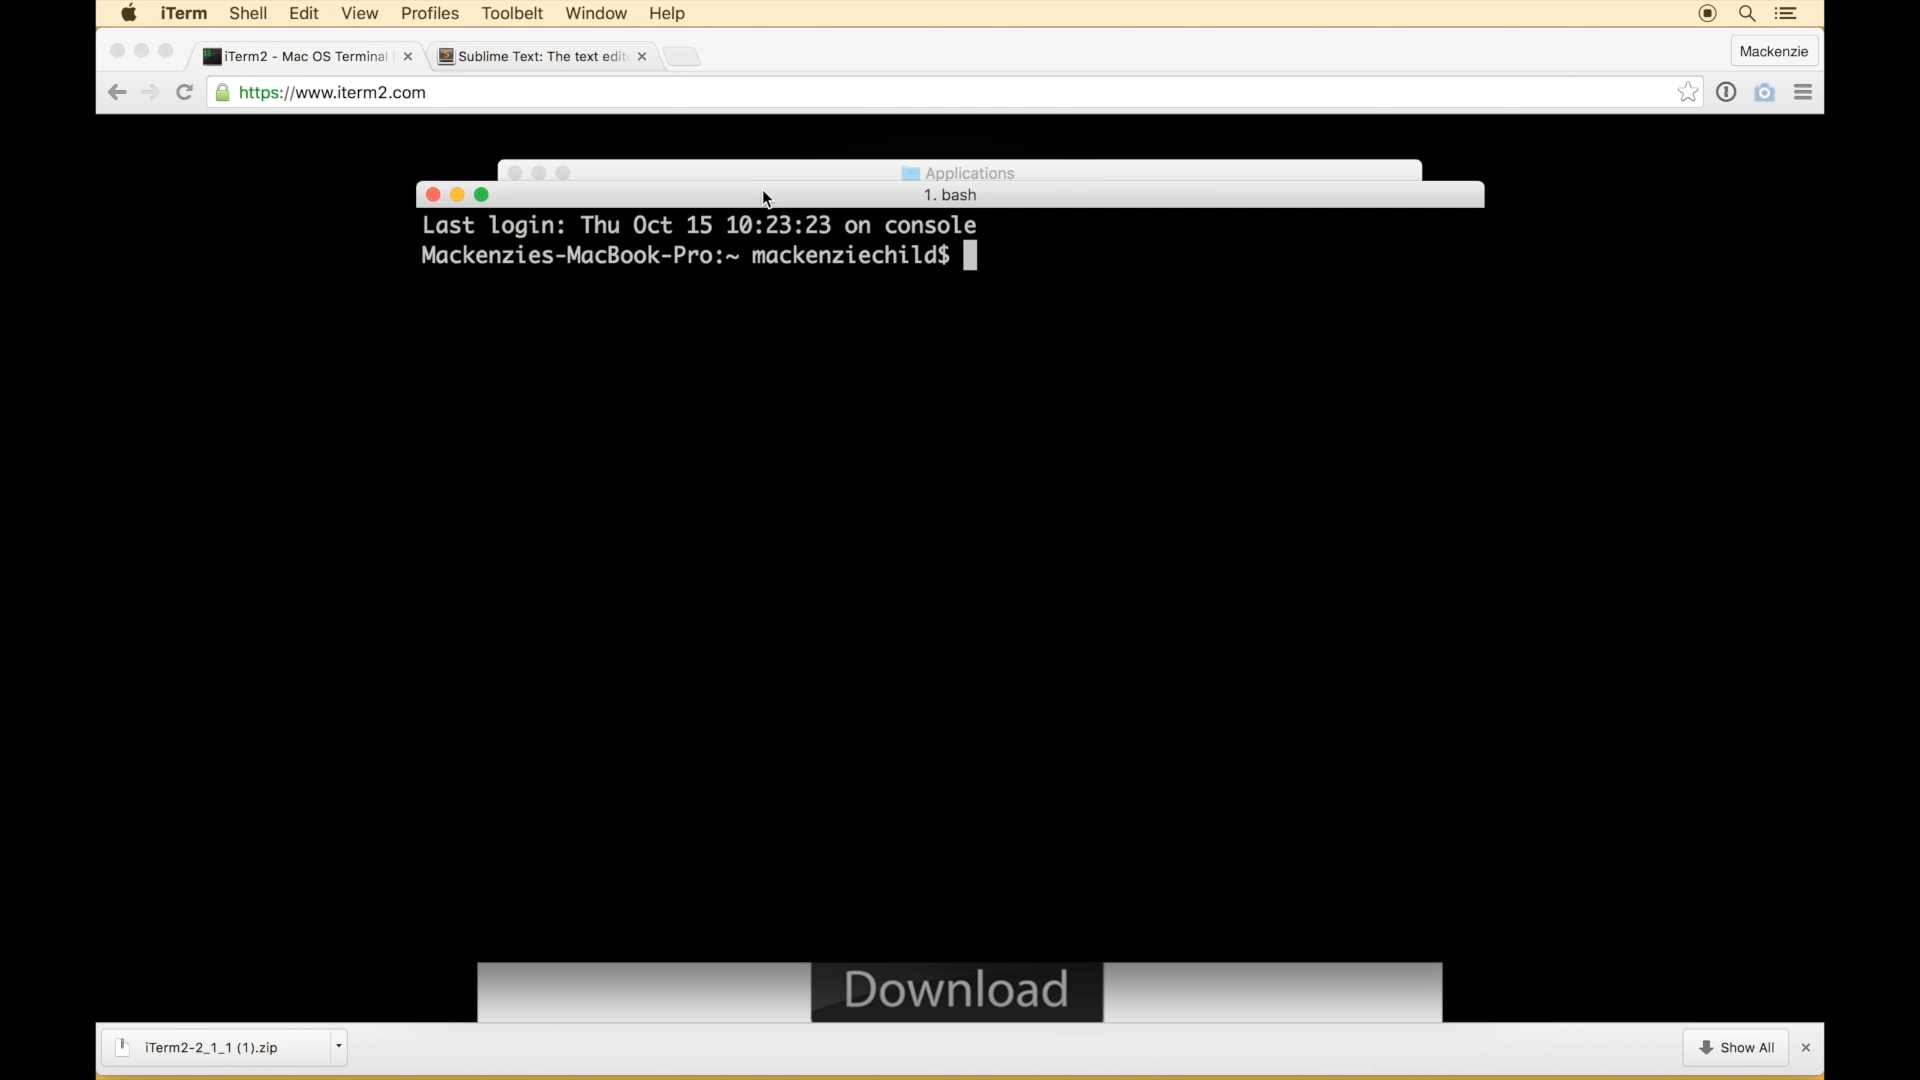 iTerm Shell Edit View Profiles Toolbelt Window Help
iTerm2 - Mac OS Terminal
Sublime Text: The text edit
Mackenzie
https://www.iterm2.com
Applications
1. bash
Last login: Thu Oct 15 10:23:23 on console
Mackenzies-MacBook-Pro:~ mackenziechild$
Download
iTerm2-2_1_1 (1).zip
Show All